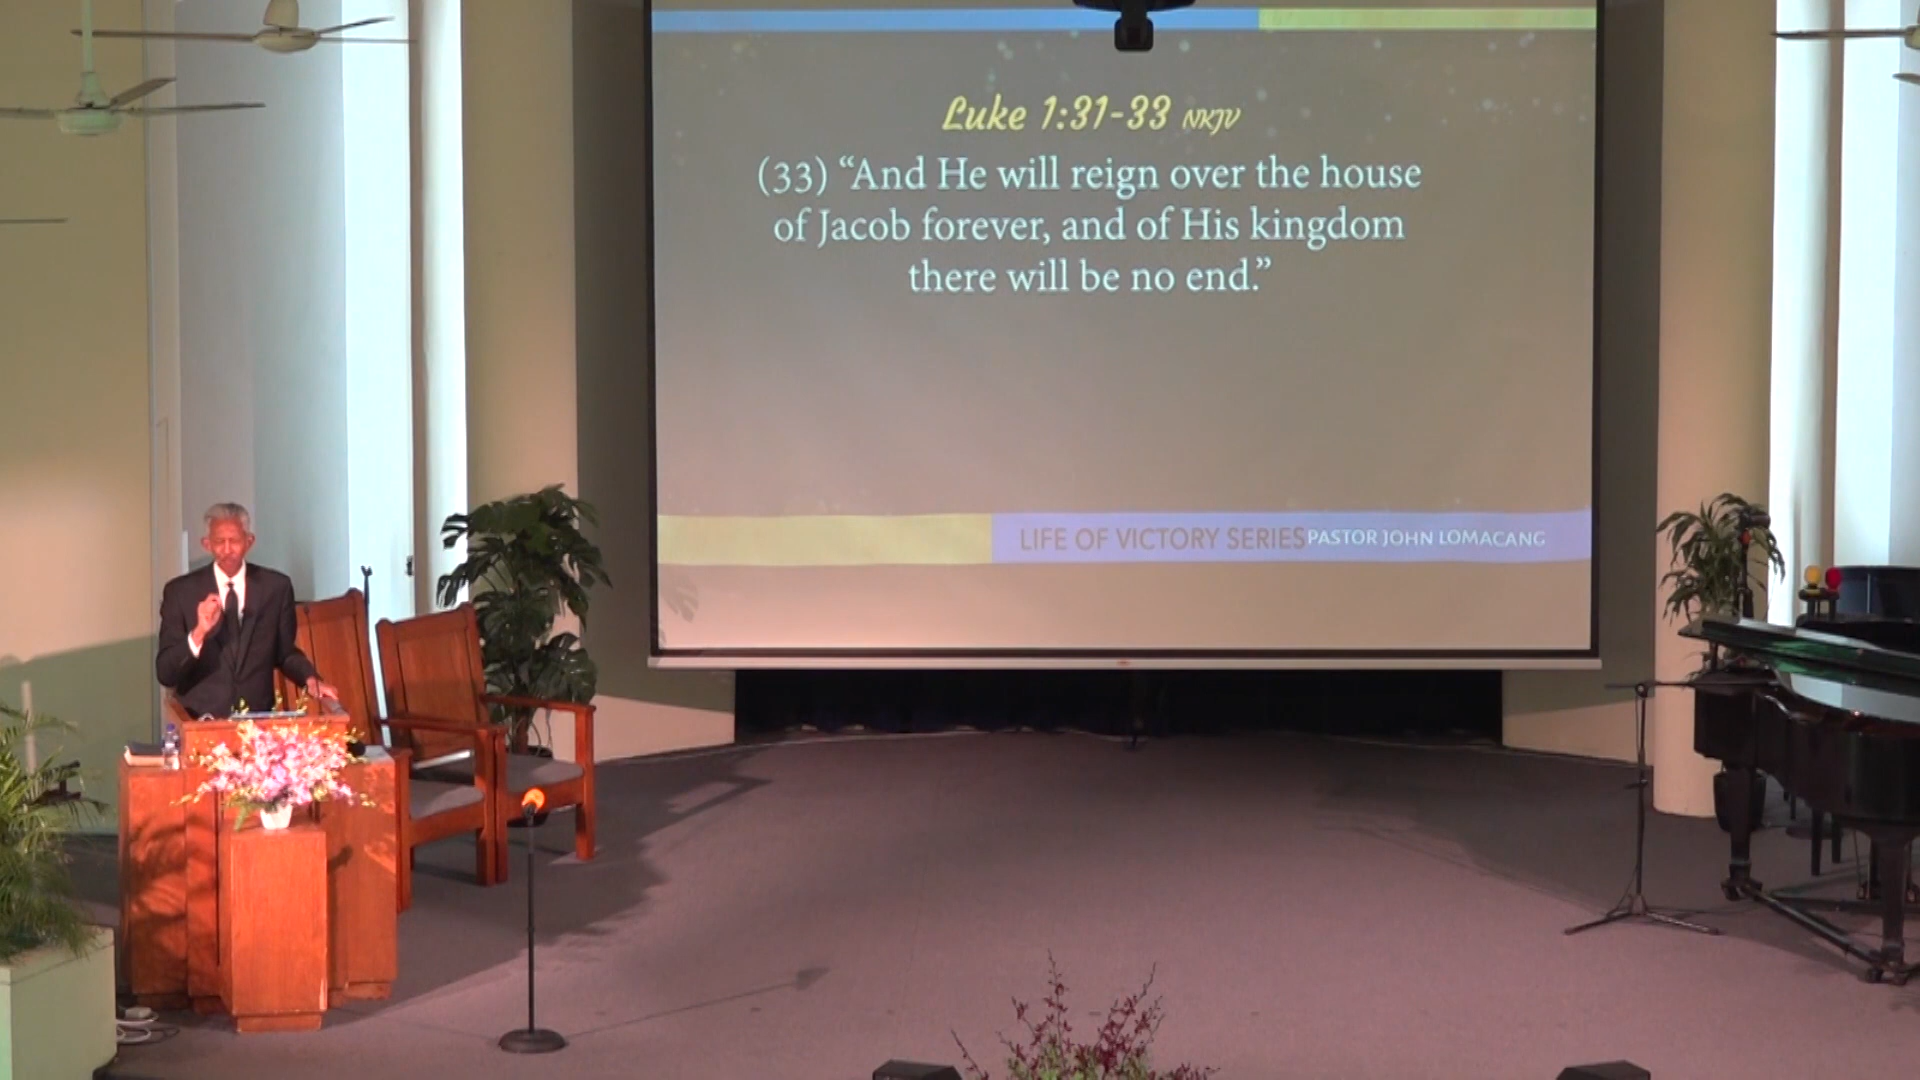 Luke 1:31-33 NKJV
(33) “And He will reign over the house
of Jacob forever, and of His kingdom
there will be no end.”
LIFE OF VICTORY SERIES PASTOR JOHN LOMACANG